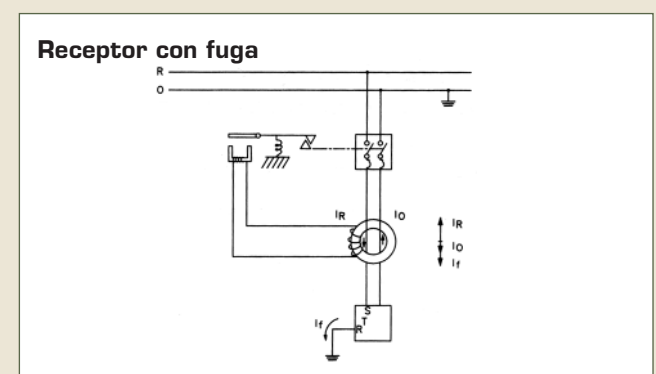 Receptor con fuga
R
O
IR
IO
IR
IO
If
S
T
R
If